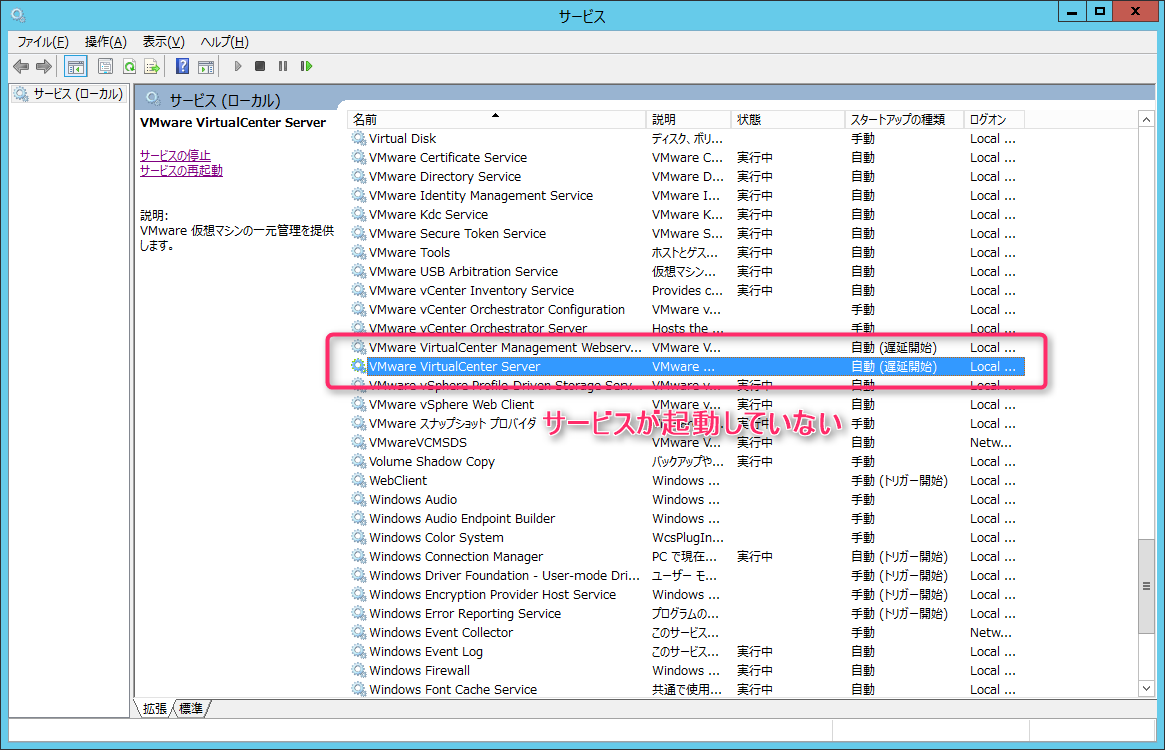 サービス
ファイル(F) 操作(A) 表示(V) ヘルプ(H)
サービス (ローカル)
サービス (ローカル)
VMware VirtualCenter Server
サービスの停止
サービスの再起動
説明:
VMware 仮想マシンの一元管理を提供
します。
名前 説明 状態 スタートアップの種類 ログオン
Virtual Disk ディスク、ボリ... 手動 Local ...
VMware Certificate Service VMware C... 実行中 自動 Local ...
VMware Directory Service VMware D... 実行中 自動 Local ...
VMware Identity Management Service VMware I... 実行中 自動 Local ...
VMware Kdc Service VMware K... 実行中 自動 Local ...
VMware Secure Token Service VMware S... 実行中 自動 Local ...
VMware Tools ホストとゲス... 実行中 自動 Local ...
VMware USB Arbitration Service 仮想マシン... 実行中 自動 Local ...
VMware vCenter Inventory Service Provides c... 実行中 自動 Local ...
VMware vCenter Orchestrator Configuration VMware v... 手動 Local ...
VMware vCenter Orchestrator Server Hosts the ... 手動 Local ...
VMware VirtualCenter Management Webserv... VMware V... 自動 (遅延開始) Local ...
VMware VirtualCenter Server VMware ... 自動 (遅延開始) Local ...
VMware vSphere Profile-Driven Storage Serv... VMware v... 実行中 自動 Local ...
VMware vSphere Web Client VMware v... 実行中 自動 Local ...
VMware スナップショット プロバイダ 手動 Local ...
サービスが起動していない
VMwareVCMSDS VMware V... 実行中 自動 Netw...
Volume Shadow Copy バックアップや... 実行中 手動 Local ...
WebClient Windows ... 手動 (トリガー開始) Local ...
Windows Audio Windows ... 手動 Local ...
Windows Audio Endpoint Builder Windows ... 手動 Local ...
Windows Color System WcsPlugIn... 手動 Local ...
Windows Connection Manager PC で現在... 実行中 自動 (トリガー開始) Local ...
Windows Driver Foundation - User-mode Dri... ユーザー モ... 手動 (トリガー開始) Local ...
Windows Encryption Provider Host Service Windows ... 手動 (トリガー開始) Local ...
Windows Error Reporting Service プログラムの... 手動 (トリガー開始) Local ...
Windows Event Collector このサービス... 手動 Netw...
Windows Event Log このサービス... 実行中 自動 Local ...
Windows Firewall Windows ... 実行中 自動 Local ...
Windows Font Cache Service 共通で使用... 実行中 自動 Local ...
拡張 標準